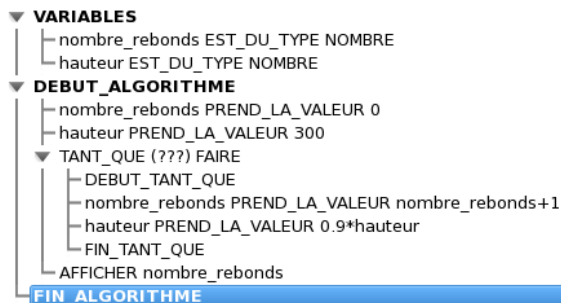 VARIABLES
nombre_rebonds EST_DU_TYPE NOMBRE
hauteur EST_DU_TYPE NOMBRE
DEBUT_ALGORITHME
nombre_rebonds PREND_LA_VALEUR 0
hauteur PREND_LA_VALEUR 300
TANT_QUE (???) FAIRE
DEBUT_TANT_QUE
nombre_rebonds PREND_LA_VALEUR nombre_rebonds+1
hauteur PREND_LA_VALEUR 0.9*hauteur
FIN_TANT_QUE
AFFICHER nombre_rebonds
FIN_ALGORITHME